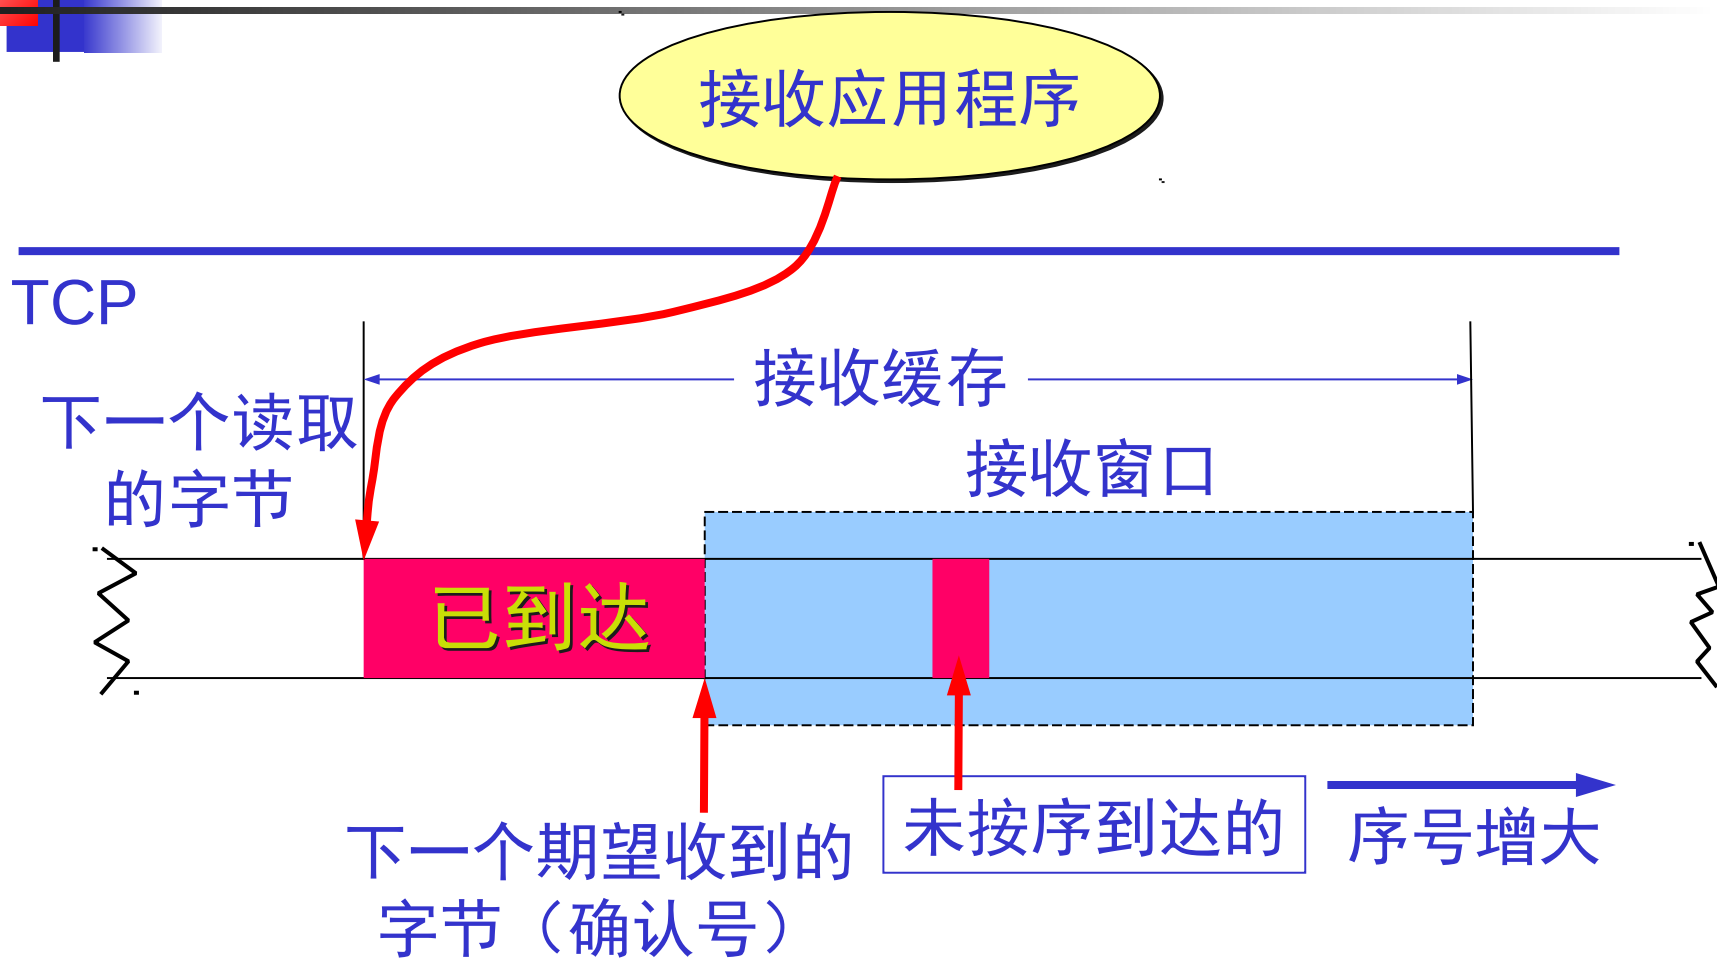 接收应用程序
TCP
接收缓存
下一个读取
的字节
接收窗口
已到达
未按序到达的
序号增大
下一个期望收到的
字节（确认号）